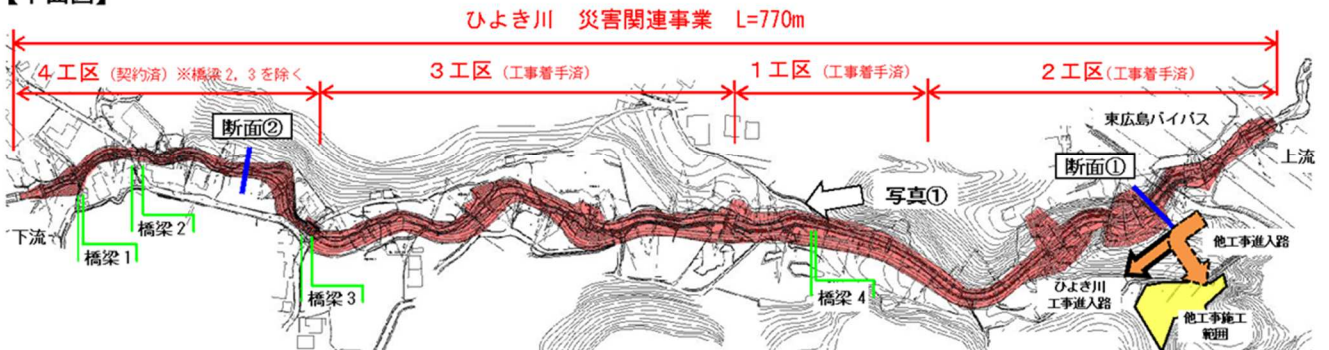 【平面図】
ひよき川 災害関連事業 L=770m
4工区(契約済)※橋梁2,3を除く
3工区(工事着手済)
1工区(工事着手済)
2工区(工事着手済)
断面②
東広島バイパス
断面①
上流
写真①
他工事進入路
下流
橋梁1
橋梁2
橋梁3
橋梁4
ひよき川
工事進入路
他工事施工
範囲